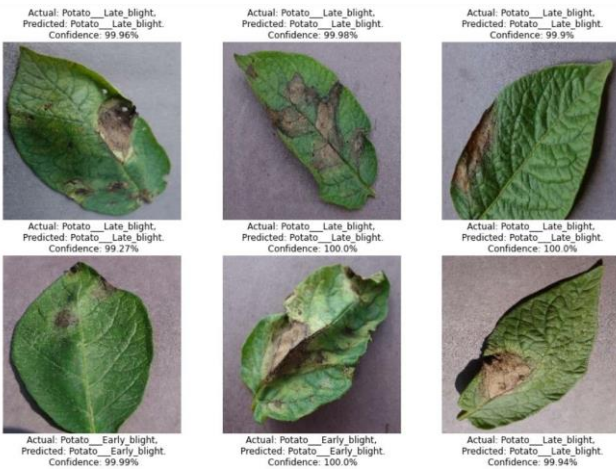 Actual: Potato___Late_blight,
Predicted: Potato___Late_blight.
Confidence: 99.96%
Actual: Potato___Late_blight,
Predicted: Potato___Late_blight.
Confidence: 99.98%
Actual: Potato___Late_blight,
Predicted: Potato___Late_blight.
Confidence: 99.9%
Actual: Potato___Late_blight,
Predicted: Potato___Late_blight.
Confidence: 99.27%
Actual: Potato___Late_blight,
Predicted: Potato___Late_blight.
Confidence: 100.0%
Actual: Potato___Late_blight,
Predicted: Potato___Late_blight.
Confidence: 100.0%
Actual: Potato___Early_blight,
Predicted: Potato___Early_blight.
Confidence: 99.99%
Actual: Potato___Early_blight,
Predicted: Potato___Early_blight.
Confidence: 100.0%
Actual: Potato___Late_blight,
Predicted: Potato___Late_blight.
Confidence: 99.94%